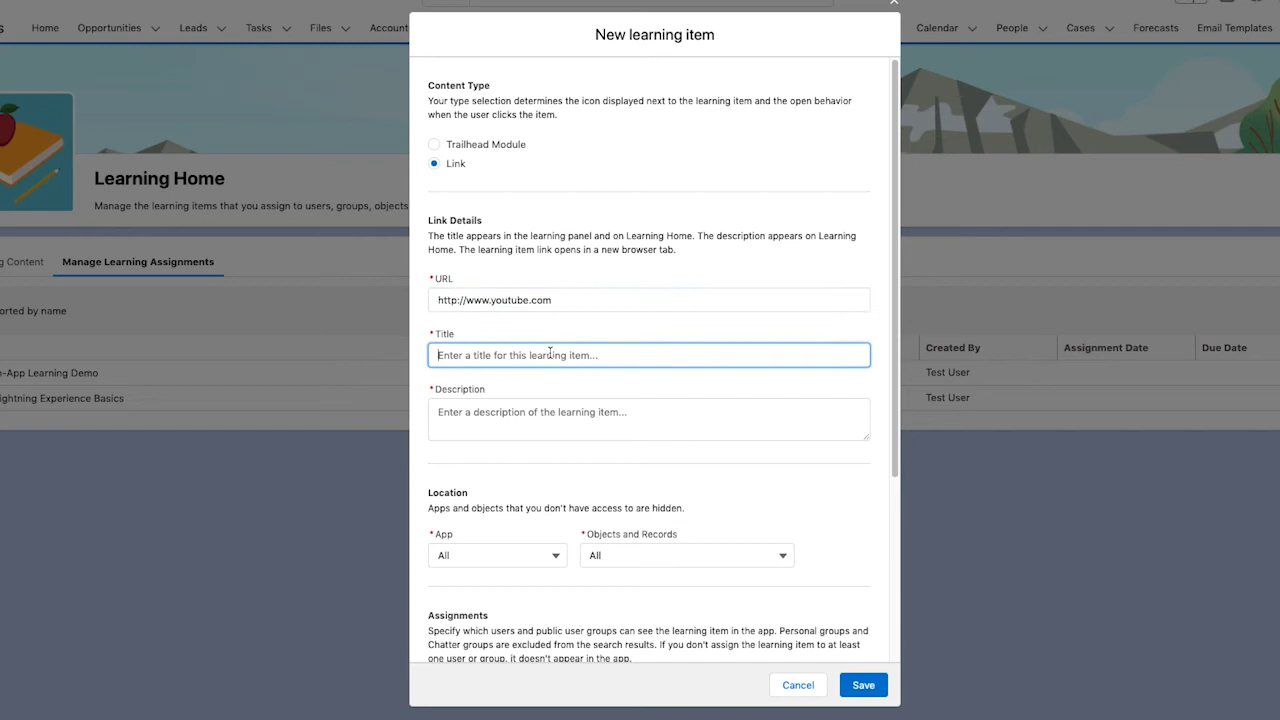 New learning item
Home Opportunities Leads Tasks Files Account
Calendar People Cases Forecasts Email Templates
Learning Home
Manage the learning items that you assign to users, groups, objects
g Content Manage Learning Assignments
orted by name
Created By Assignment Date Due Date
n-App Learning Demo Test User
ightning Experience Basics Test User
Content Type
Your type selection determines the icon displayed next to the learning item and the open behavior
when the user clicks the item.
Trailhead Module
Link
Link Details
The title appears in the learning panel and on Learning Home. The description appears on Learning
Home. The learning item link opens in a new browser tab.
*URL
http://www.youtube.com
*Title
Enter a title for this learning item...
*Description
Enter a description of the learning item...
Location
Apps and objects that you don't have access to are hidden.
*App *Objects and Records
All All
Assignments
Specify which users and public user groups can see the learning item in the app. Personal groups and
Chatter groups are excluded from the search results. If you don't assign the learning item to at least
one user or group, it doesn't appear in the app.
Cancel Save